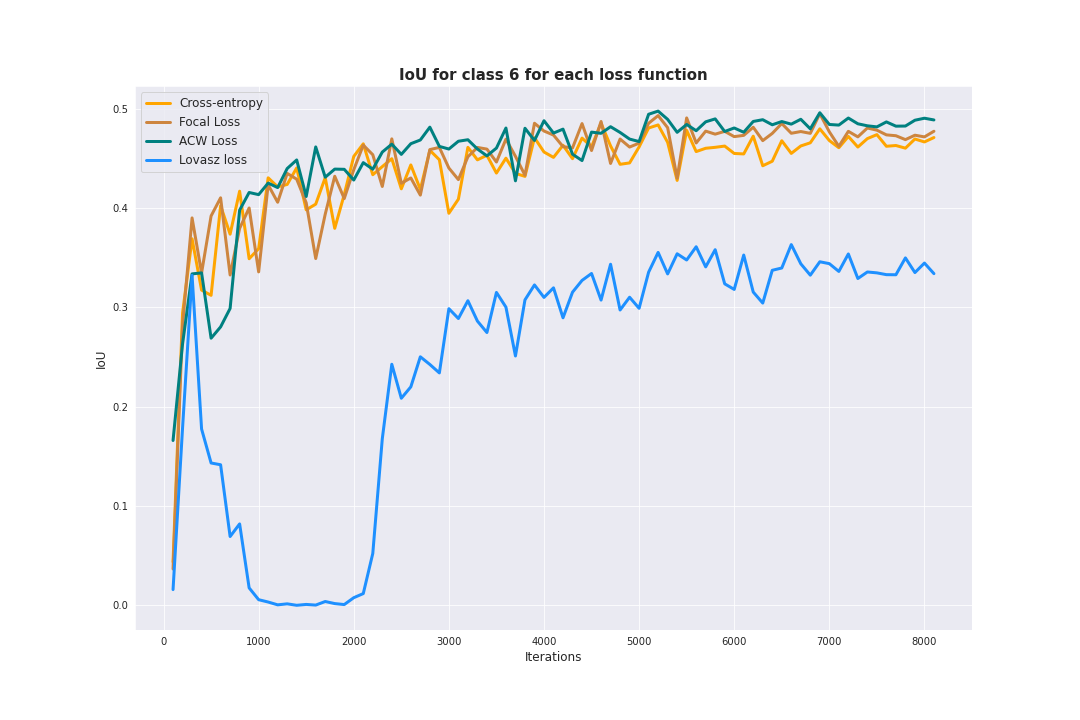 IoU for class 6 for each loss function
Cross-entropy
Focal Loss
ACW Loss
Lovasz loss
0.5
0.4
0.3
0.2
0.1
0.0
IoU
0 1000 2000 3000 4000 5000 6000 7000 8000
Iterations